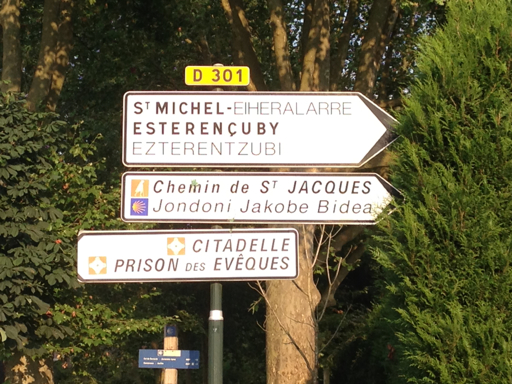 D 301
ST MICHEL-EIHERALARRE
ESTERENÇUBY
EZTERENTZUBI
Chemin de ST JACQUES
Jondoni Jakobe Bidea
CITADELLE
PRISON DES EVÊQUES